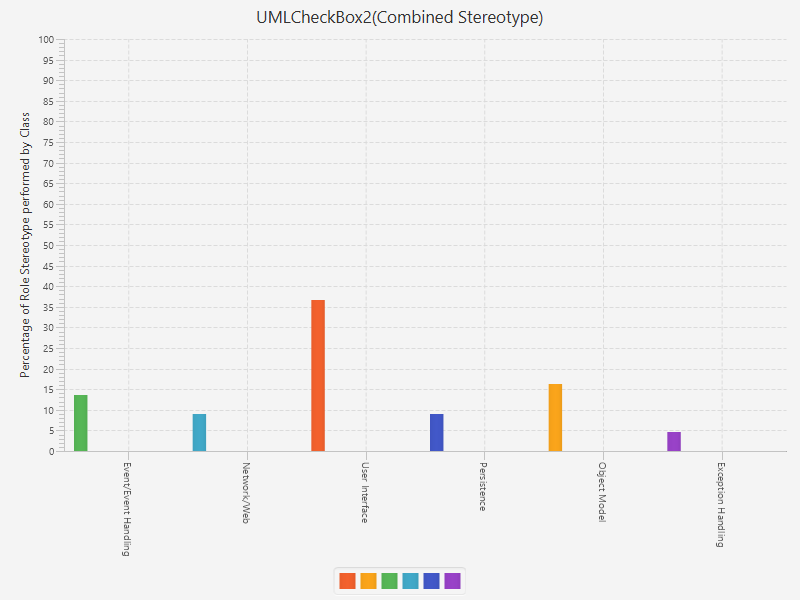 UMLCheckBox2(Combined Stereotype)
Percentage of Role Stereotype performed by Class
100
95
90
85
80
75
70
65
60
55
50
45
40
35
30
25
20
15
10
5
0
Event/Event Handling
Network/Web
User Interface
Persistence
Object Model
Exception Handling